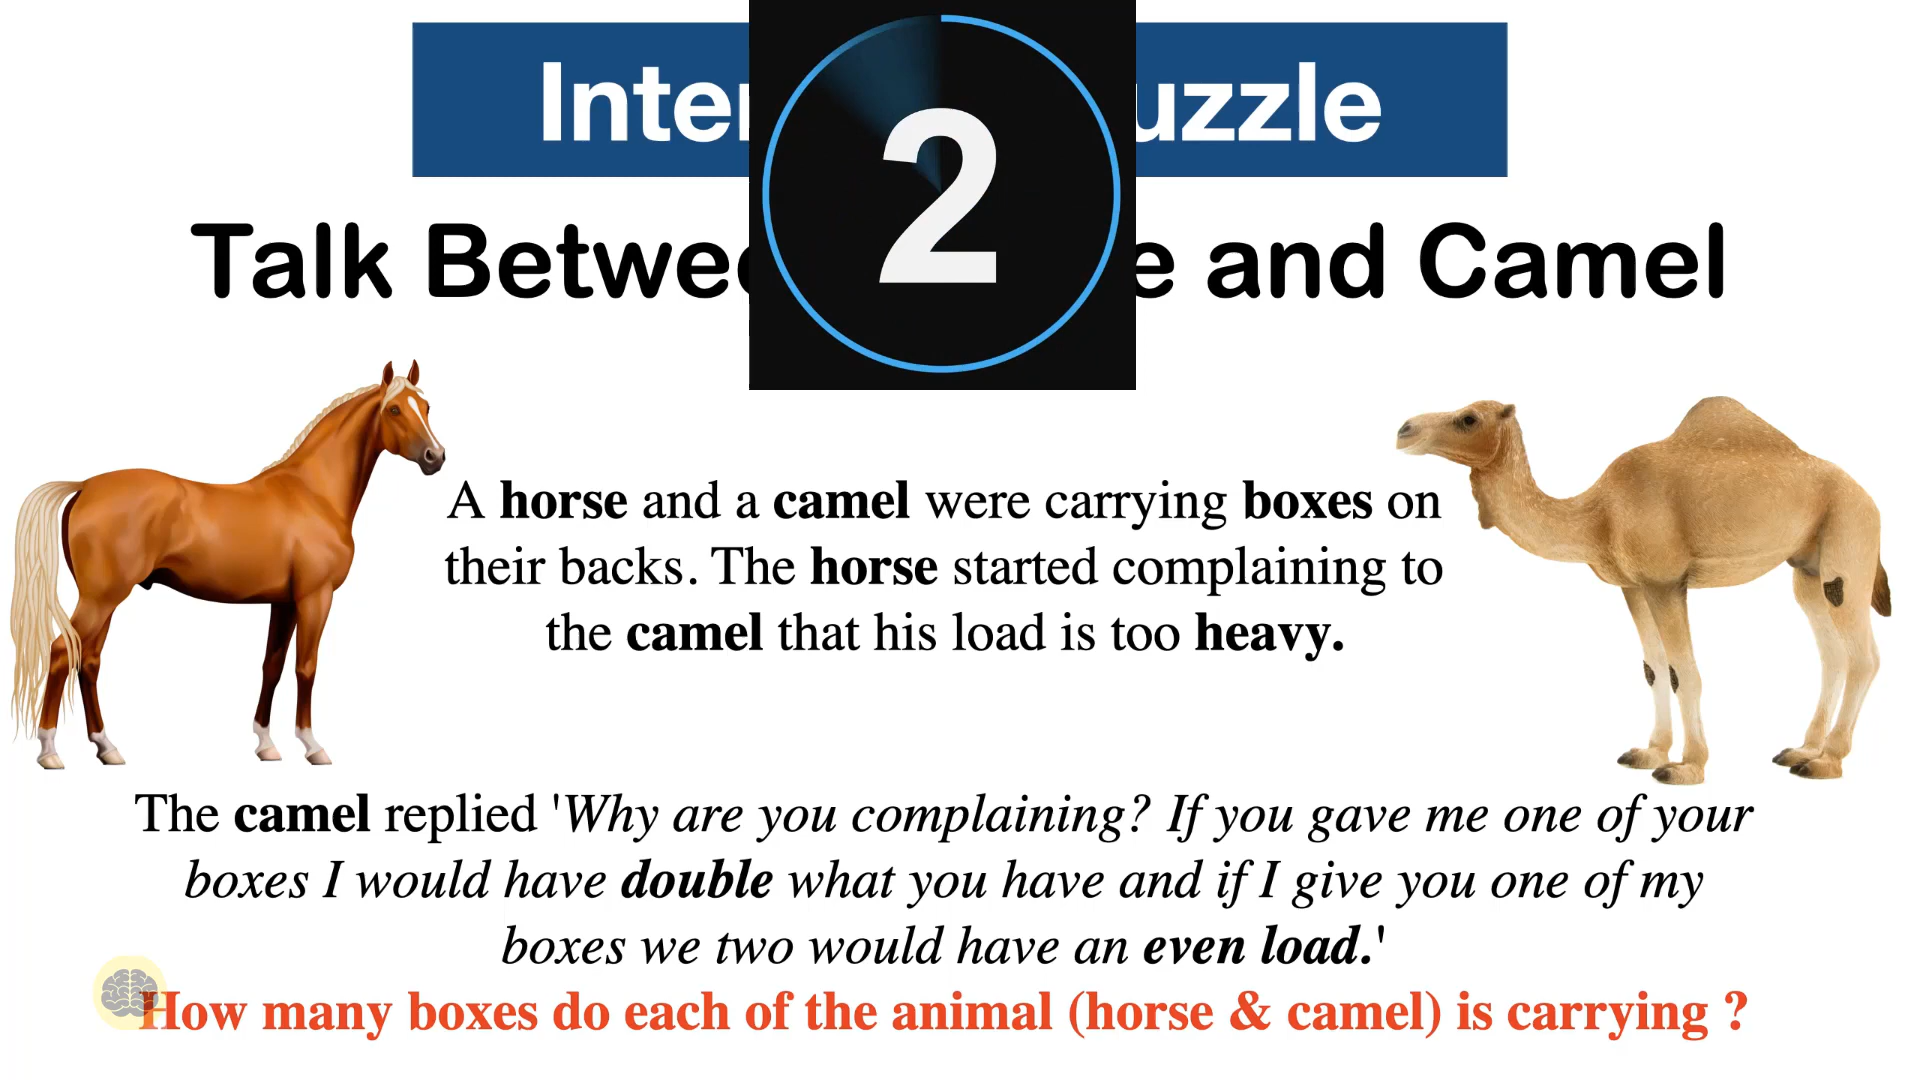 Inter uzzle
2
Talk Betwe e and Camel
A horse and a camel were carrying boxes on
their backs. The horse started complaining to
the camel that his load is too heavy.
The camel replied 'Why are you complaining? If you gave me one of your
boxes I would have double what you have and if I give you one of my
boxes we two would have an even load.'
How many boxes do each of the animal (horse & camel) is carrying ?